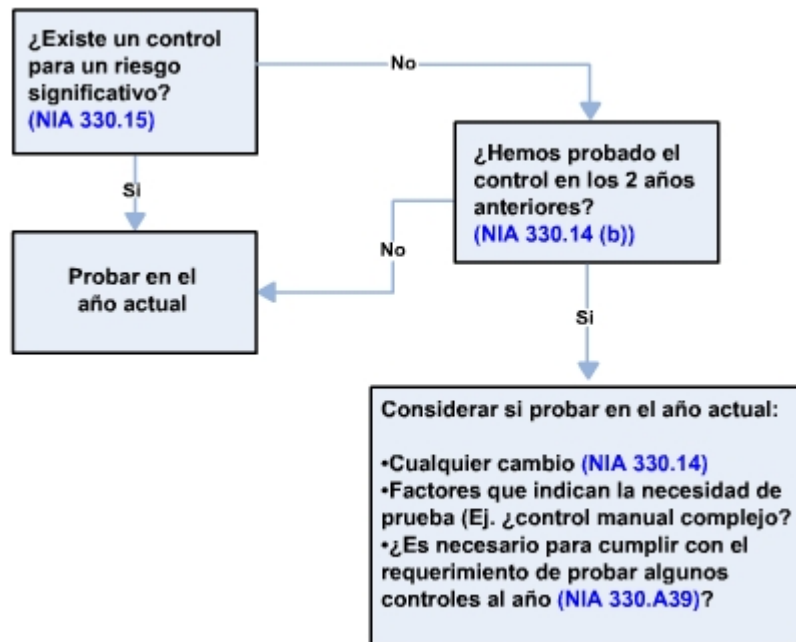 ¿Existe un control
para un riesgo
significativo?
(NIA 330.15)
No
¿Hemos probado el
control en los 2 años
anteriores?
(NIA 330.14 (b))
Si
No
Probar en el
año actual
Si
Considerar si probar en el año actual:
•Cualquier cambio (NIA 330.14)
•Factores que indican la necesidad de
prueba (Ej. ¿control manual complejo?
•¿Es necesario para cumplir con el
requerimiento de probar algunos
controles al año (NIA 330.A39)?